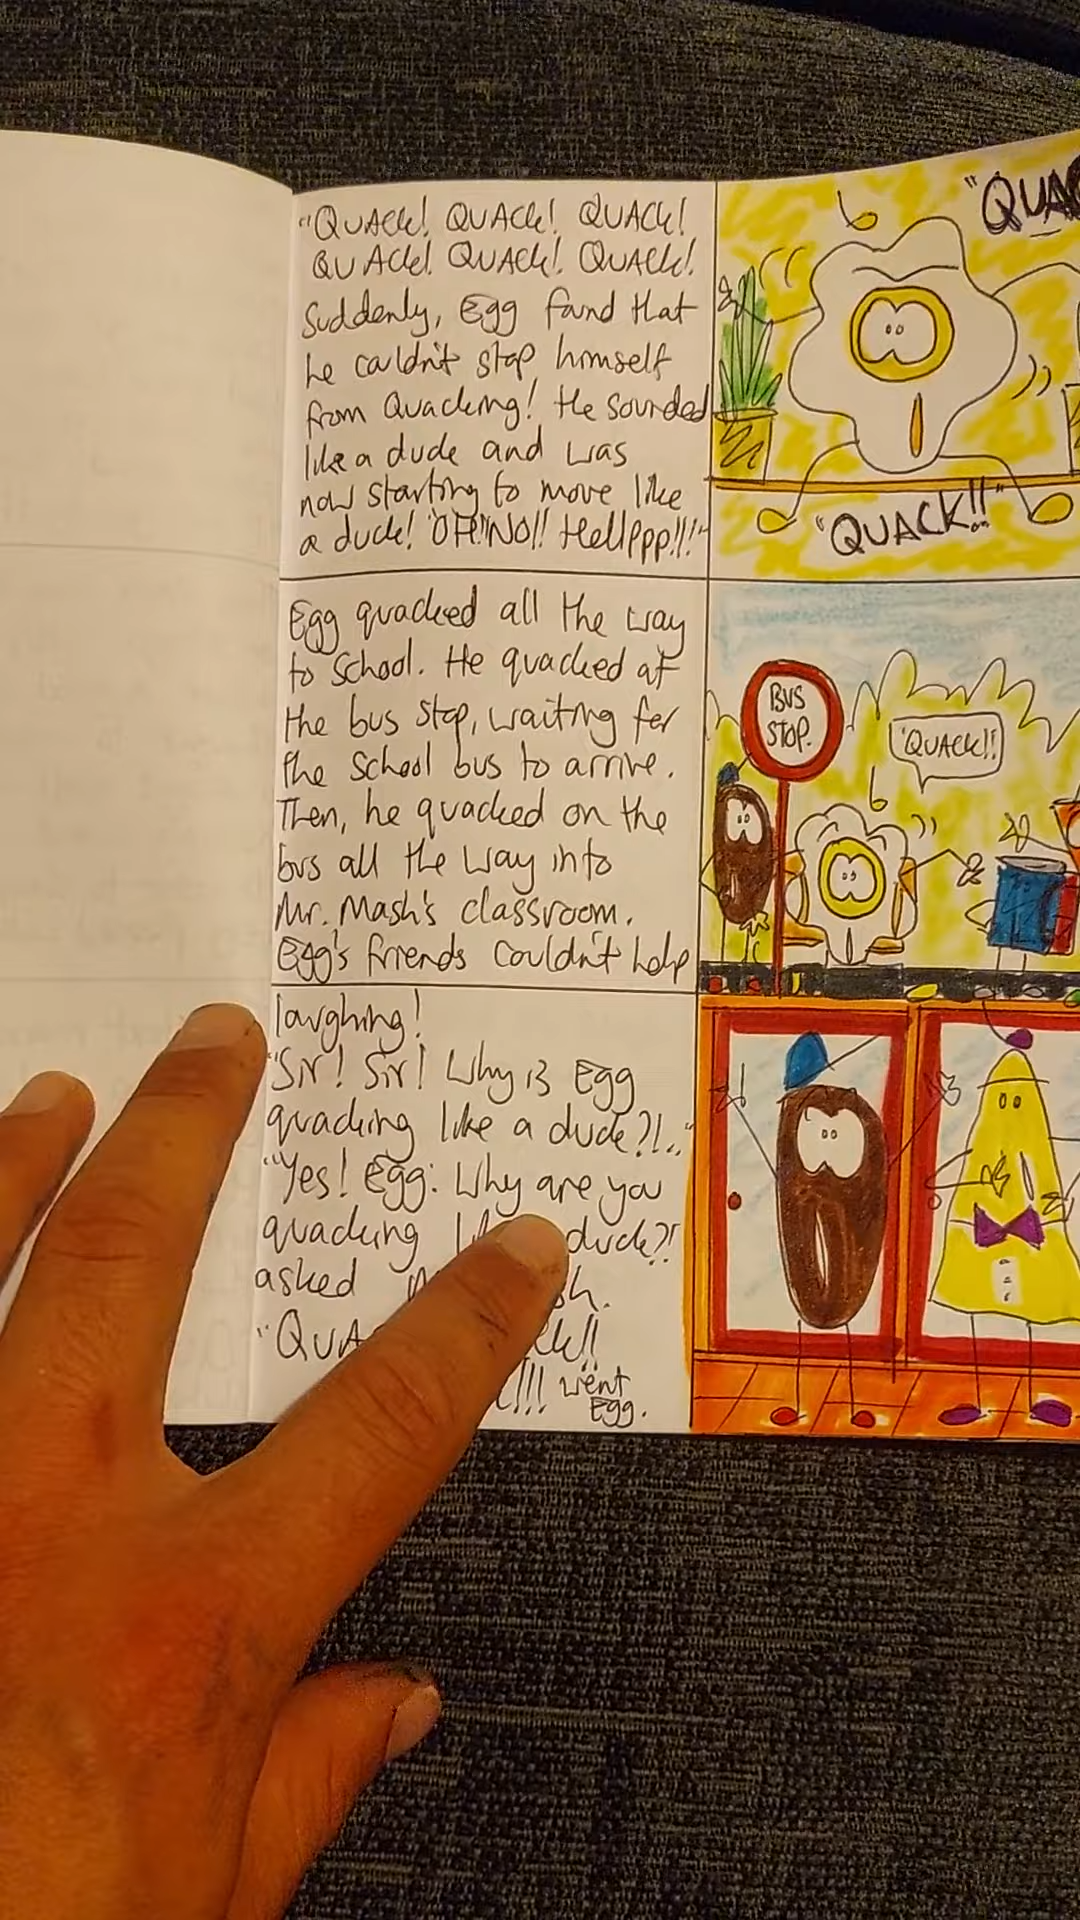 "QUACK! QUACK! QUACK!
QUACK! QUACK! QUACK!
Suddenly, Egg found that
he couldn't stop himself
from Quacking! He sounded
like a duck and was
now starting to move like
a duck! "OH! NO!! Hellppp!!!"
Egg quacked all the way
to School. He quacked at
the bus stop, waiting for
the School bus to arrive.
Then, he quacked on the
bus all the way into
Mr. Mash's classroom.
Egg's friends couldn't help
laughing!
"Sir! Sir! Why is Egg
quacking like a duck?!.."
"Yes! Egg: Why are you
quacking duck?!
asked
"
!!! went
Egg.
"QUACK!!"
BUS
STOP.
"QUACK!!